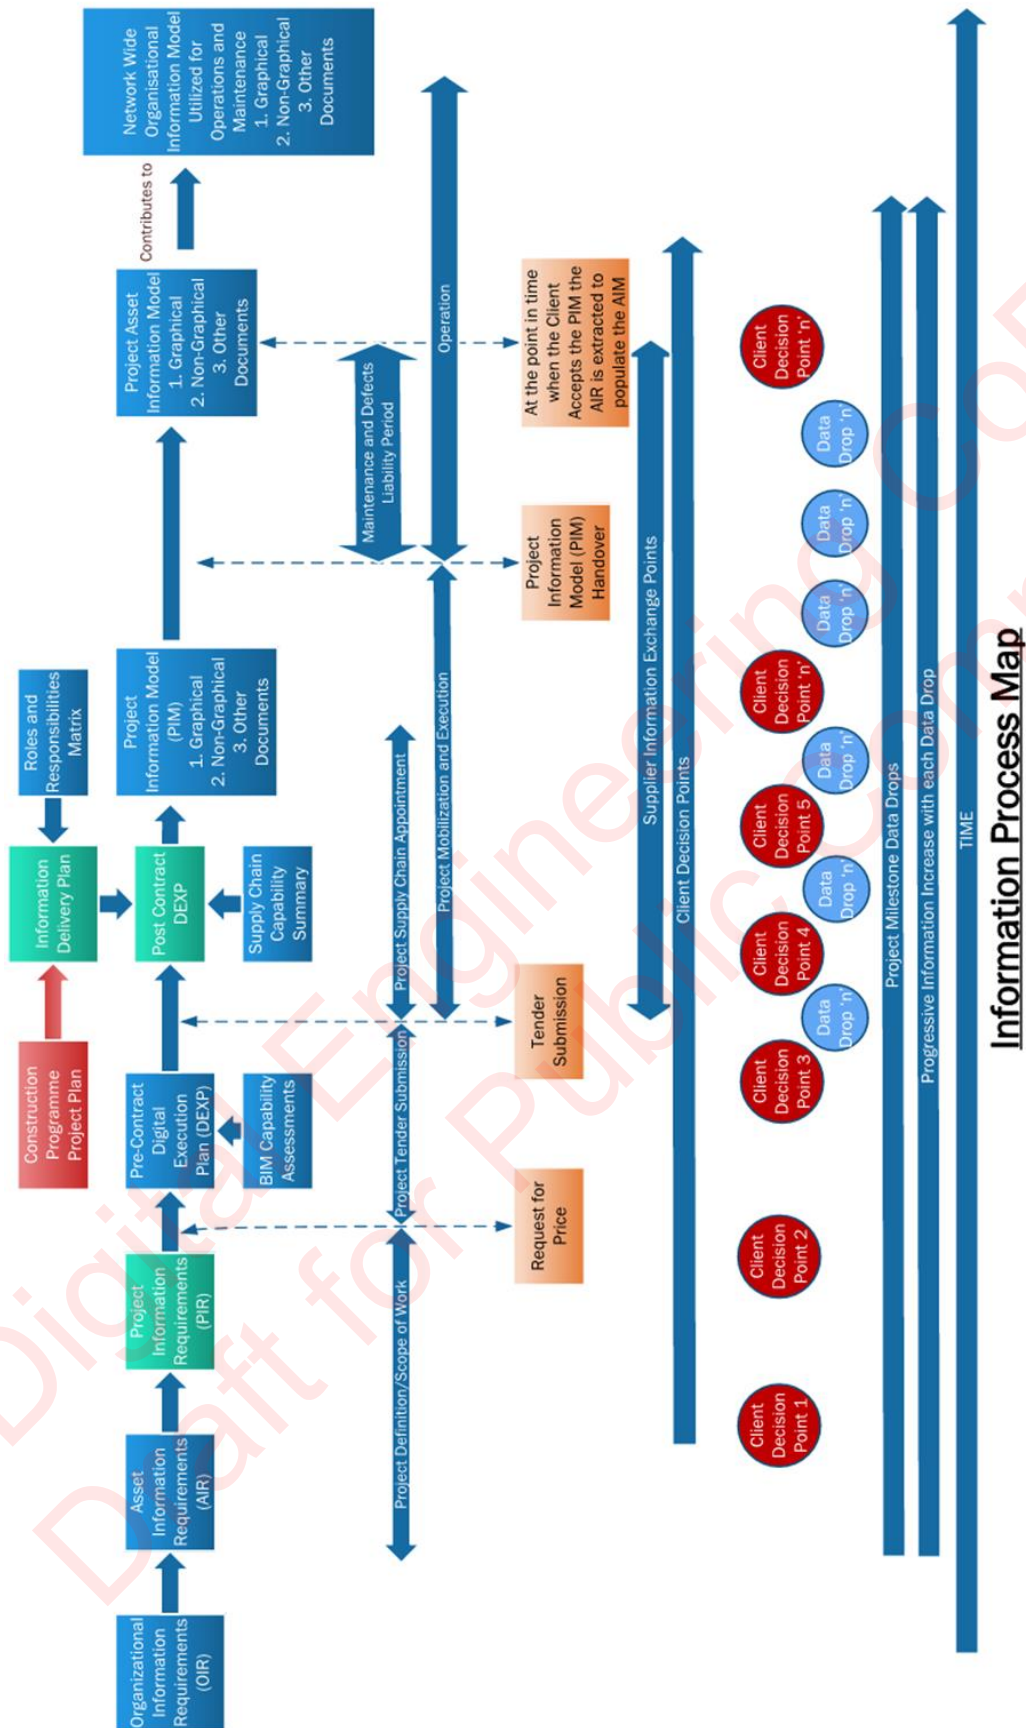 Construction
Programme
Project Plan
Information
Delivery Plan
Roles and
Responsibilities
Matrix
Organizational
Information
Requirements
(OIR)
Asset
Information
Requirements
(AIR)
Project
Information
Requirements
(PIR)
Pre-Contract
Digital
Execution
Plan (DEXP)
Post Contract
DEXP
Project
Information Model
(PIM)
1. Graphical
2. Non-Graphical
3. Other
Documents
Project Asset
Information Model
1. Graphical
2. Non-Graphical
3. Other
Documents
Contributes to
Network Wide
Organisational
Information Model
Utilized for
Operations and
Maintenance
1. Graphical
2. Non-Graphical
3. Other
Documents
BIM Capability
Assessments
Supply Chain
Capability
Summary
Maintenance and Defects
Liability Period
Project Definition/Scope of Work
Project Tender Submission
Project Supply Chain Appointment
Project Mobilization and Execution
Operation
Request for
Price
Tender
Submission
Project
Information
Model (PIM)
Handover
At the point in time
when the Client
Accepts the PIM the
AIR is extracted to
populate the AIM
Supplier Information Exchange Points
Client Decision Points
Client
Decision
Point 1
Client
Decision
Point 2
Client
Decision
Point 3
Client
Decision
Point 4
Client
Decision
Point 5
Client
Decision
Point 'n'
Client
Decision
Point 'n'
Data
Drop 'n'
Data
Drop 'n'
Data
Drop 'n'
Data
Drop 'n'
Data
Drop 'n'
Data
Drop 'n'
Project Milestone Data Drops
Progressive Information Increase with each Data Drop
TIME
Information Process Map
Digital Engineering
Draft for Public